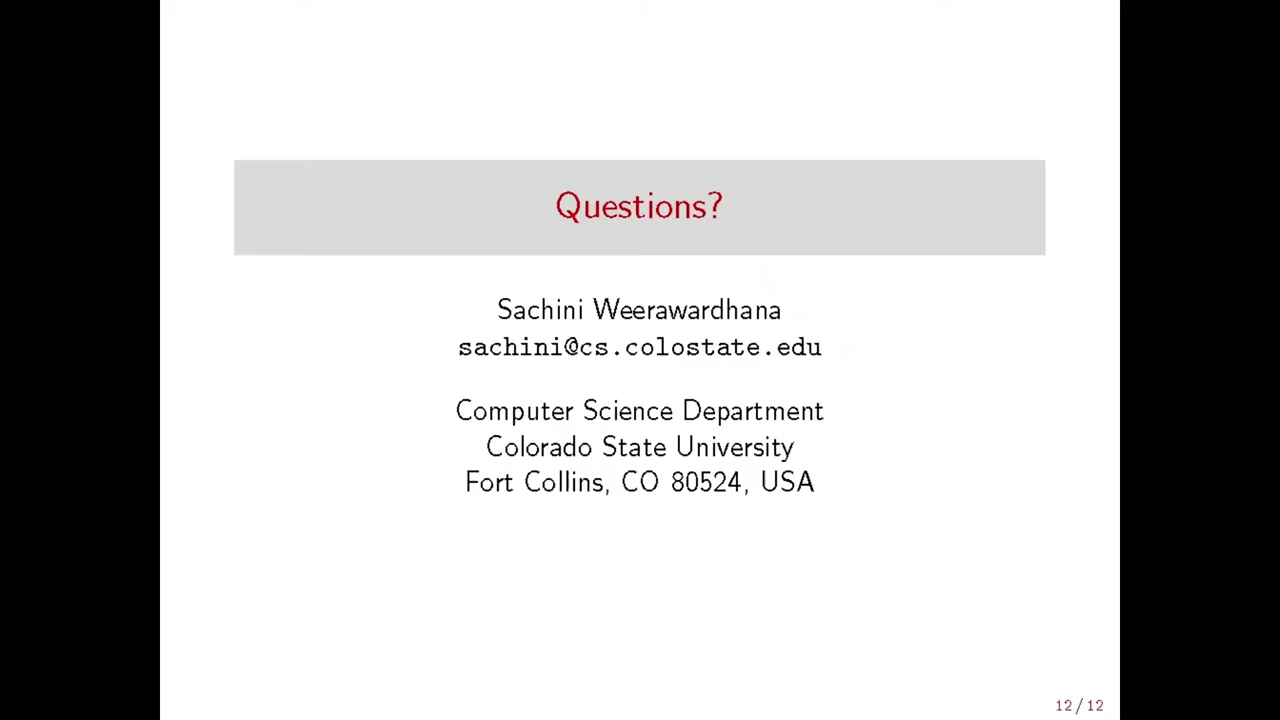 Questions?
Sachini Weerawardhana
sachini@cs.colostate.edu
Computer Science Department
Colorado State University
Fort Collins, CO 80524, USA
12 / 12